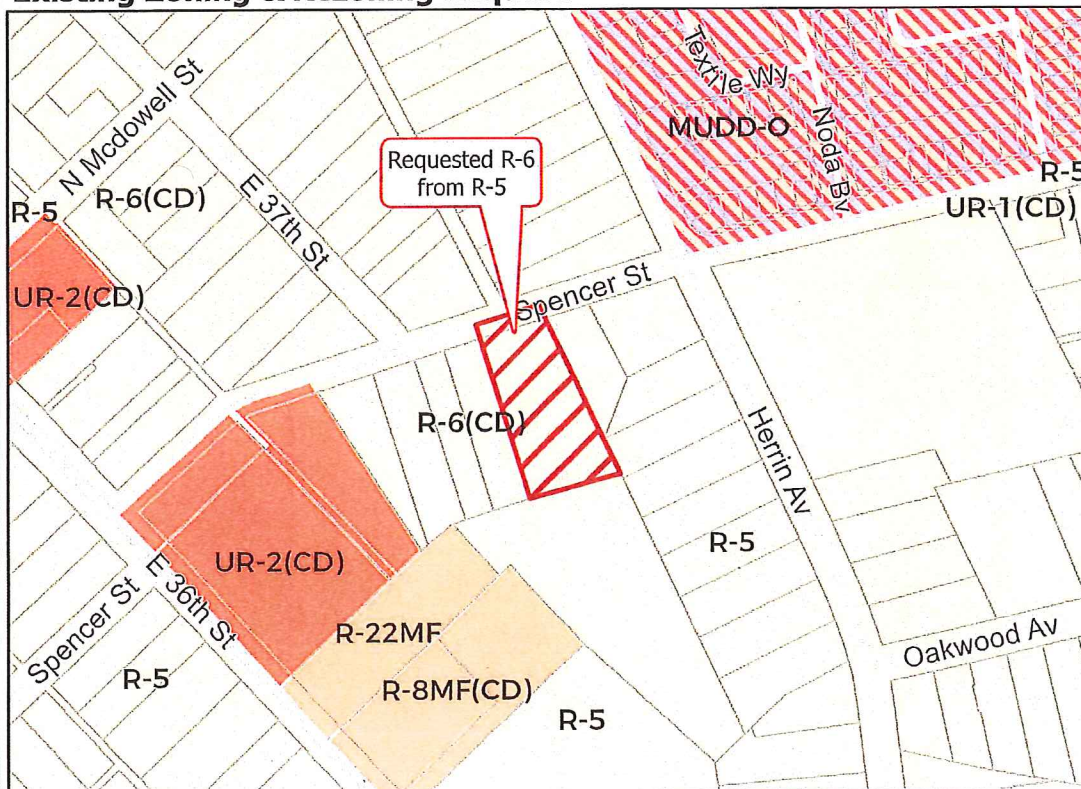 N Mcdowell St
R-5
R-6(CD)
UR-2(CD)
E 37th St
Requested R-6
from R-5
Textile Wy
MUDD-O
Noda Bv
R-5
UR-1(CD)
Spencer St
R-6(CD)
Herrin Av
R-5
UR-2(CD)
E 36th St
Spencer St
R-5
R-22MF
R-8MF(CD)
R-5
Oakwood Av